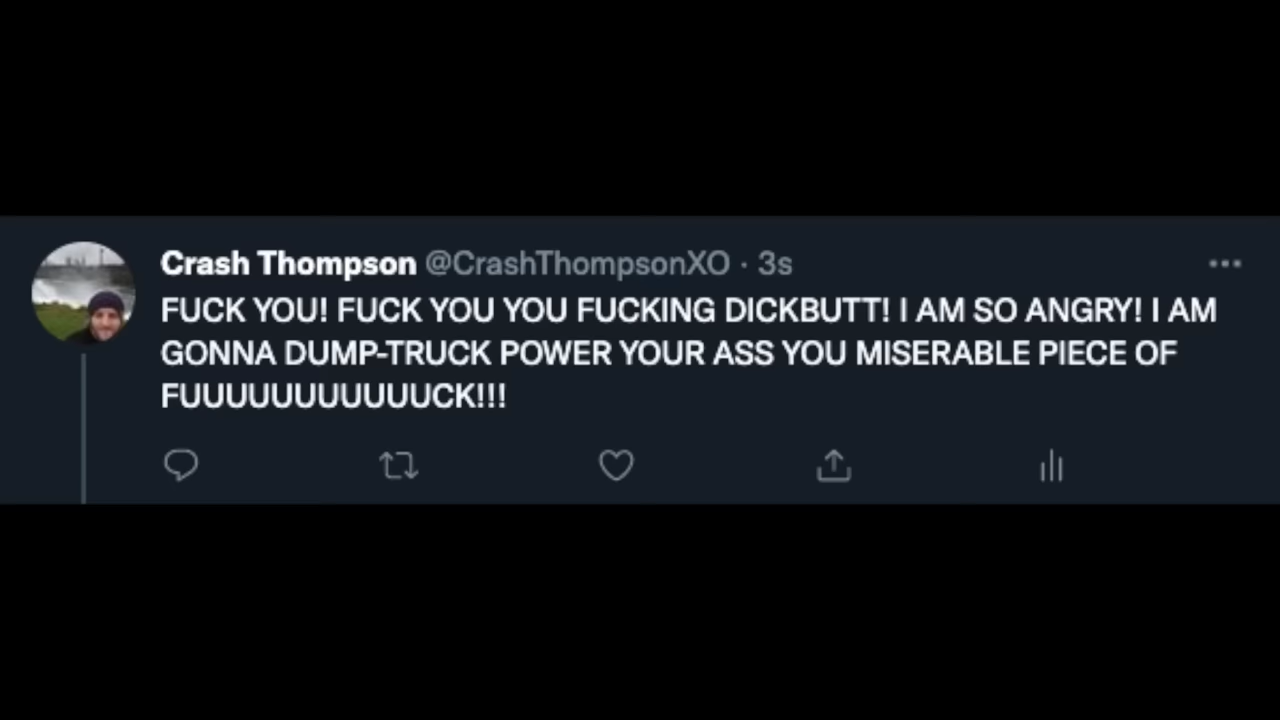 Crash Thompson @CrashThompsonXO · 3s
FUCK YOU! FUCK YOU YOU FUCKING DICKBUTT! I AM SO ANGRY! I AM
GONNA DUMP-TRUCK POWER YOUR ASS YOU MISERABLE PIECE OF
FUUUUUUUUUUUCK!!!